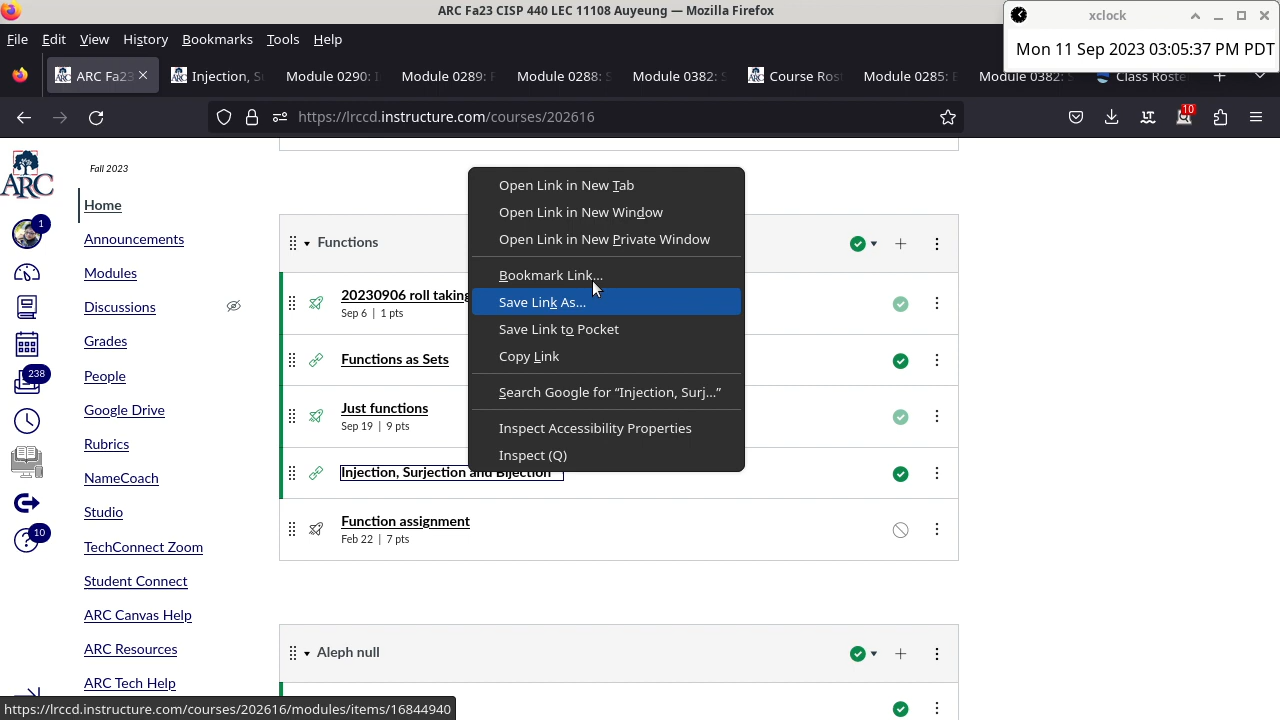 ARC Fa23 CISP 440 LEC 11108 Auyeung — Mozilla Firefox
xclock
Mon 11 Sep 2023 03:05:37 PM PDT
File Edit View History Bookmarks Tools Help
ARC Fa23
Injection, S
Module 0290:
Module 0289:
Module 0288: S
Module 0382: S
Course Ros
Module 0285:
Module 0382: S
Class Roste
https://lrccd.instructure.com/courses/202616
10
ARC
Fall 2023
Home
Announcements
Modules
Discussions
Grades
People
Google Drive
Rubrics
NameCoach
Studio
TechConnect Zoom
Student Connect
ARC Canvas Help
ARC Resources
ARC Tech Help
1
238
10
Functions
20230906 roll taking
Sep 6 | 1 pts
Functions as Sets
Just functions
Sep 19 | 9 pts
Injection, Surjection and Bijection
Function assignment
Feb 22 | 7 pts
Aleph null
Open Link in New Tab
Open Link in New Window
Open Link in New Private Window
Bookmark Link...
Save Link As...
Save Link to Pocket
Copy Link
Search Google for “Injection, Surj...”
Inspect Accessibility Properties
Inspect (Q)
https://lrccd.instructure.com/courses/202616/modules/items/16844940